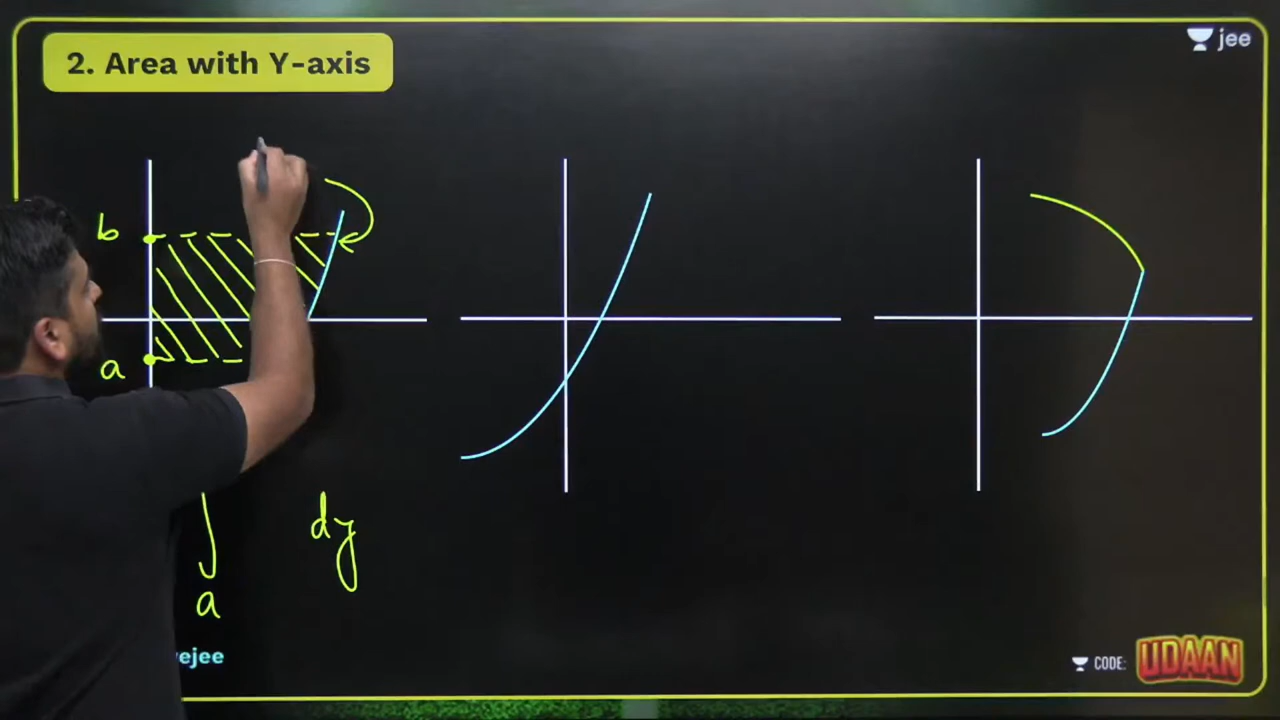 2. Area with Y-axis
jee
b
a
∫ dy
a
ejee
CODE: UDAAN